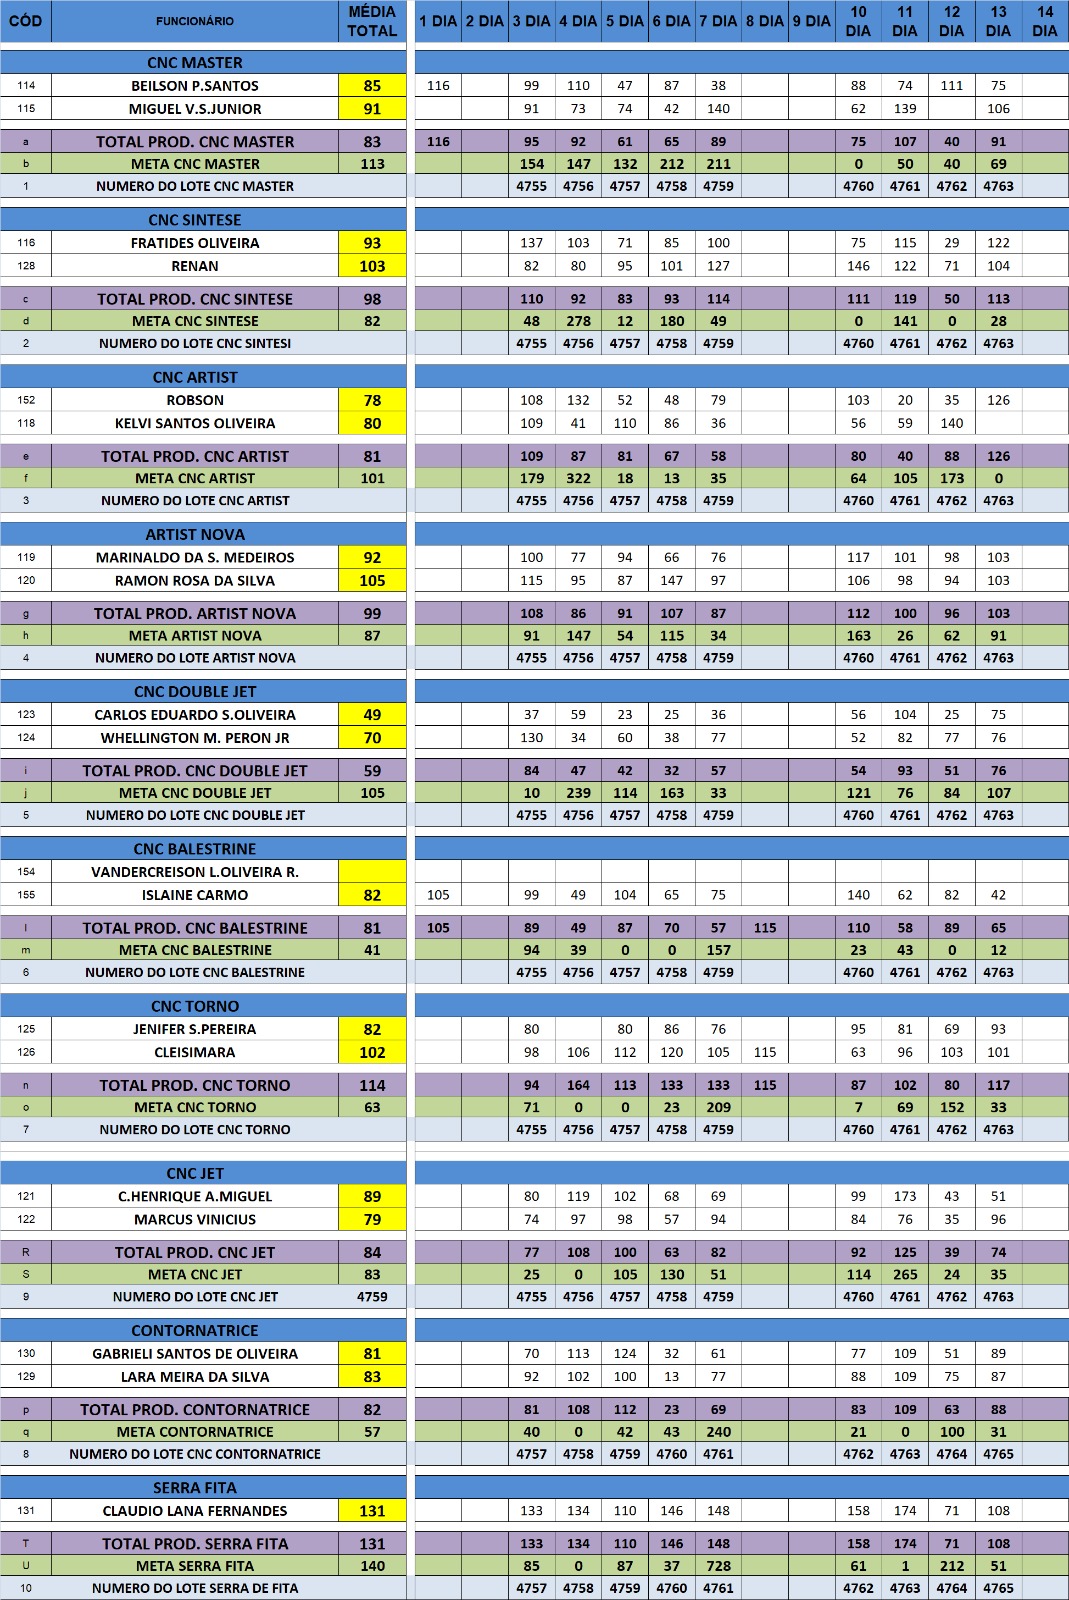 CÓD FUNCIONÁRIO MÉDIA TOTAL 1 DIA 2 DIA 3 DIA 4 DIA 5 DIA 6 DIA 7 DIA 8 DIA 9 DIA 10 DIA 11 DIA 12 DIA 13 DIA 14 DIA
CNC MASTER
114 BEILSON P.SANTOS 85 116 99 110 47 87 38 88 74 111 75
115 MIGUEL V.S.JUNIOR 91 91 73 74 42 140 62 139 106
a TOTAL PROD. CNC MASTER 83 116 95 92 61 65 89 75 107 40 91
b META CNC MASTER 113 154 147 132 212 211 0 50 40 69
1 NUMERO DO LOTE CNC MASTER 4755 4756 4757 4758 4759 4760 4761 4762 4763
CNC SINTESE
116 FRATIDES OLIVEIRA 93 137 103 71 85 100 75 115 29 122
128 RENAN 103 82 80 95 101 127 146 122 71 104
c TOTAL PROD. CNC SINTESE 98 110 92 83 93 114 111 119 50 113
d META CNC SINTESE 82 48 278 12 180 49 0 141 0 28
2 NUMERO DO LOTE CNC SINTESI 4755 4756 4757 4758 4759 4760 4761 4762 4763
CNC ARTIST
152 ROBSON 78 108 132 52 48 79 103 20 35 126
118 KELVI SANTOS OLIVEIRA 80 109 41 110 86 36 56 59 140
e TOTAL PROD. CNC ARTIST 81 109 87 81 67 58 80 40 88 126
f META CNC ARTIST 101 179 322 18 13 35 64 105 173 0
3 NUMERO DO LOTE CNC ARTIST 4755 4756 4757 4758 4759 4760 4761 4762 4763
ARTIST NOVA
119 MARINALDO DA S. MEDEIROS 92 100 77 94 66 76 117 101 98 103
120 RAMON ROSA DA SILVA 105 115 95 87 147 97 106 98 94 103
g TOTAL PROD. ARTIST NOVA 99 108 86 91 107 87 112 100 96 103
h META ARTIST NOVA 87 91 147 54 115 34 163 26 62 91
4 NUMERO DO LOTE ARTIST NOVA 4755 4756 4757 4758 4759 4760 4761 4762 4763
CNC DOUBLE JET
123 CARLOS EDUARDO S.OLIVEIRA 49 37 59 23 25 36 56 104 25 75
124 WHELLINGTON M. PERON JR 70 130 34 60 38 77 52 82 77 76
i TOTAL PROD. CNC DOUBLE JET 59 84 47 42 32 57 54 93 51 76
j META CNC DOUBLE JET 105 10 239 114 163 33 121 76 84 107
5 NUMERO DO LOTE CNC DOUBLE JET 4755 4756 4757 4758 4759 4760 4761 4762 4763
CNC BALESTRINE
154 VANDERCREISON L.OLIVEIRA R.
155 ISLAINE CARMO 82 105 99 49 104 65 75 140 62 82 42
l TOTAL PROD. CNC BALESTRINE 81 105 89 49 87 70 57 115 110 58 89 65
m META CNC BALESTRINE 41 94 39 0 0 157 23 43 0 12
6 NUMERO DO LOTE CNC BALESTRINE 4755 4756 4757 4758 4759 4760 4761 4762 4763
CNC TORNO
125 JENIFER S.PEREIRA 82 80 80 86 76 95 81 69 93
126 CLEISIMARA 102 98 106 112 120 105 115 63 96 103 101
n TOTAL PROD. CNC TORNO 114 94 164 113 133 133 115 87 102 80 117
o META CNC TORNO 63 71 0 0 23 209 7 69 152 33
7 NUMERO DO LOTE CNC TORNO 4755 4756 4757 4758 4759 4760 4761 4762 4763
CNC JET
121 C.HENRIQUE A.MIGUEL 89 80 119 102 68 69 99 173 43 51
122 MARCUS VINICIUS 79 74 97 98 57 94 84 76 35 96
R TOTAL PROD. CNC JET 84 77 108 100 63 82 92 125 39 74
S META CNC JET 83 25 0 105 130 51 114 265 24 35
9 NUMERO DO LOTE CNC JET 4759 4755 4756 4757 4758 4759 4760 4761 4762 4763
CONTORNATRICE
130 GABRIELI SANTOS DE OLIVEIRA 81 70 113 124 32 61 77 109 51 89
129 LARA MEIRA DA SILVA 83 92 102 100 13 77 88 109 75 87
p TOTAL PROD. CONTORNATRICE 82 81 108 112 23 69 83 109 63 88
q META CONTORNATRICE 57 40 0 42 43 240 21 0 100 31
8 NUMERO DO LOTE CNC CONTORNATRICE 4757 4758 4759 4760 4761 4762 4763 4764 4765
SERRA FITA
131 CLAUDIO LANA FERNANDES 131 133 134 110 146 148 158 174 71 108
T TOTAL PROD. SERRA FITA 131 133 134 110 146 148 158 174 71 108
U META SERRA FITA 140 85 0 87 37 728 61 1 212 51
10 NUMERO DO LOTE SERRA DE FITA 4757 4758 4759 4760 4761 4762 4763 4764 4765